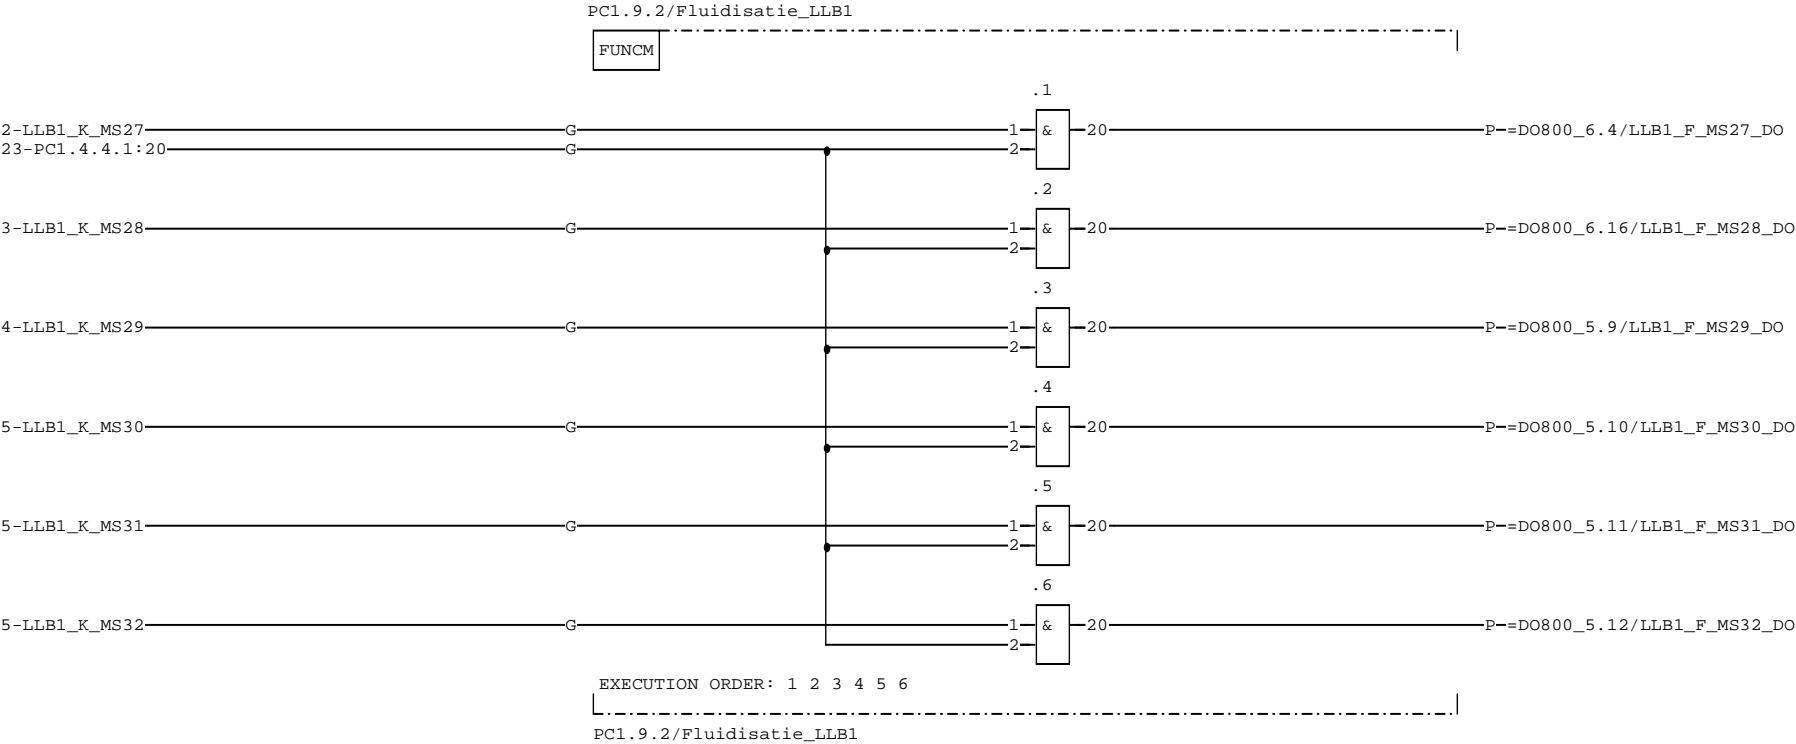 PC1.9.2/Fluidisatie_LLB1
FUNCM
.1
2-LLB1_K_MS27 G 1 & 20 P-=DO800_6.4/LLB1_F_MS27_DO
23-PC1.4.4.1:20 G 2
.2
3-LLB1_K_MS28 G 1 & 20 P-=DO800_6.16/LLB1_F_MS28_DO
2
.3
4-LLB1_K_MS29 G 1 & 20 P-=DO800_5.9/LLB1_F_MS29_DO
2
.4
5-LLB1_K_MS30 G 1 & 20 P-=DO800_5.10/LLB1_F_MS30_DO
2
.5
5-LLB1_K_MS31 G 1 & 20 P-=DO800_5.11/LLB1_F_MS31_DO
2
.6
5-LLB1_K_MS32 G 1 & 20 P-=DO800_5.12/LLB1_F_MS32_DO
2
EXECUTION ORDER: 1 2 3 4 5 6
PC1.9.2/Fluidisatie_LLB1